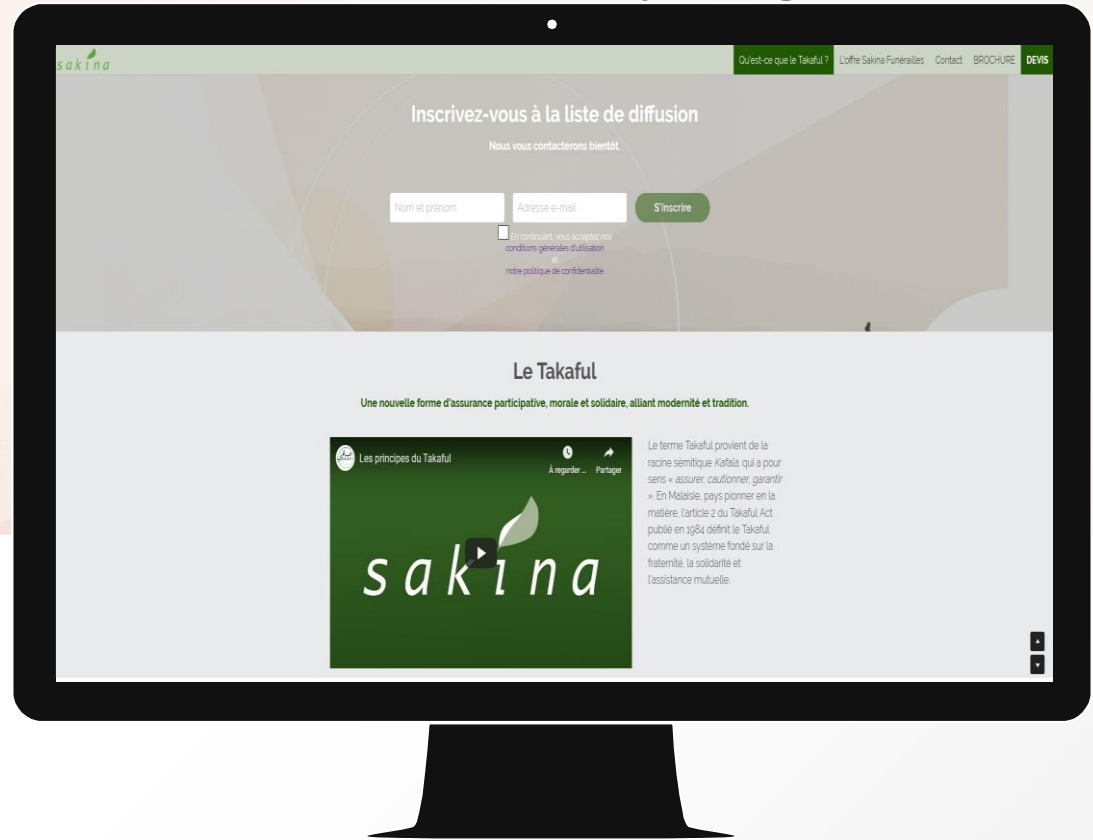 sakina
Qu'est-ce que le Takaful ? L'offre Sakina Funérailles Contact BROCHURE DEVIS
Inscrivez-vous à la liste de diffusion
Nous vous contacterons bientôt.
Nom et prénom Adresse e-mail S'inscrire
En continuant, vous acceptez nos
conditions générales d'utilisation
et
notre politique de confidentialité
Le Takaful
Une nouvelle forme d'assurance participative, morale et solidaire, alliant modernité et tradition.
Les principes du Takaful
À regarder ... Partager
sakina
Le terme Takaful provient de la
racine sémitique Kafala, qui a pour
sens « assurer, cautionner, garantir
». En Malaisie, pays pionner en la
matière, l'article 2 du Takaful Act
publié en 1984 définit le Takaful
comme un système fondé sur la
fraternité, la solidarité et
l'assistance mutuelle.